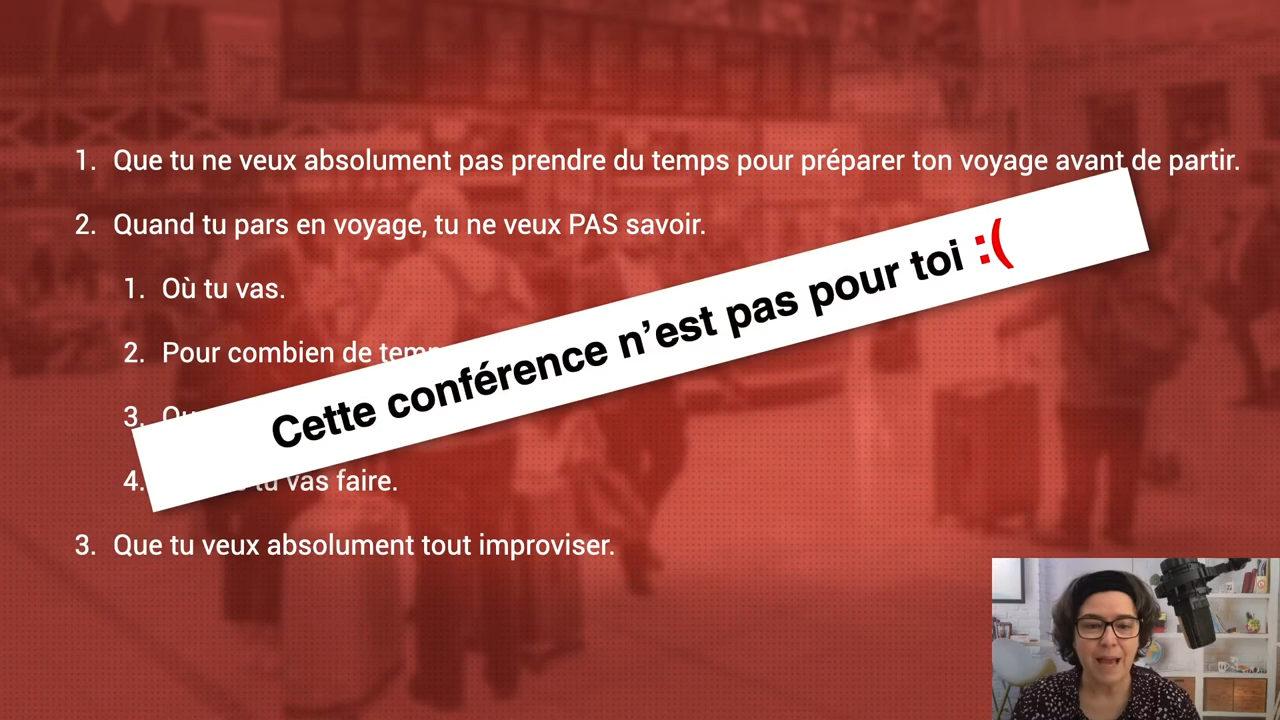 1. Que tu ne veux absolument pas prendre du temps pour préparer ton voyage avant de partir.
2. Quand tu pars en voyage, tu ne veux PAS savoir.
1. Où tu vas.
2. Pour combien de temps
3.
4. tu vas faire.
3. Que tu veux absolument tout improviser.
Cette conférence n’est pas pour toi :(